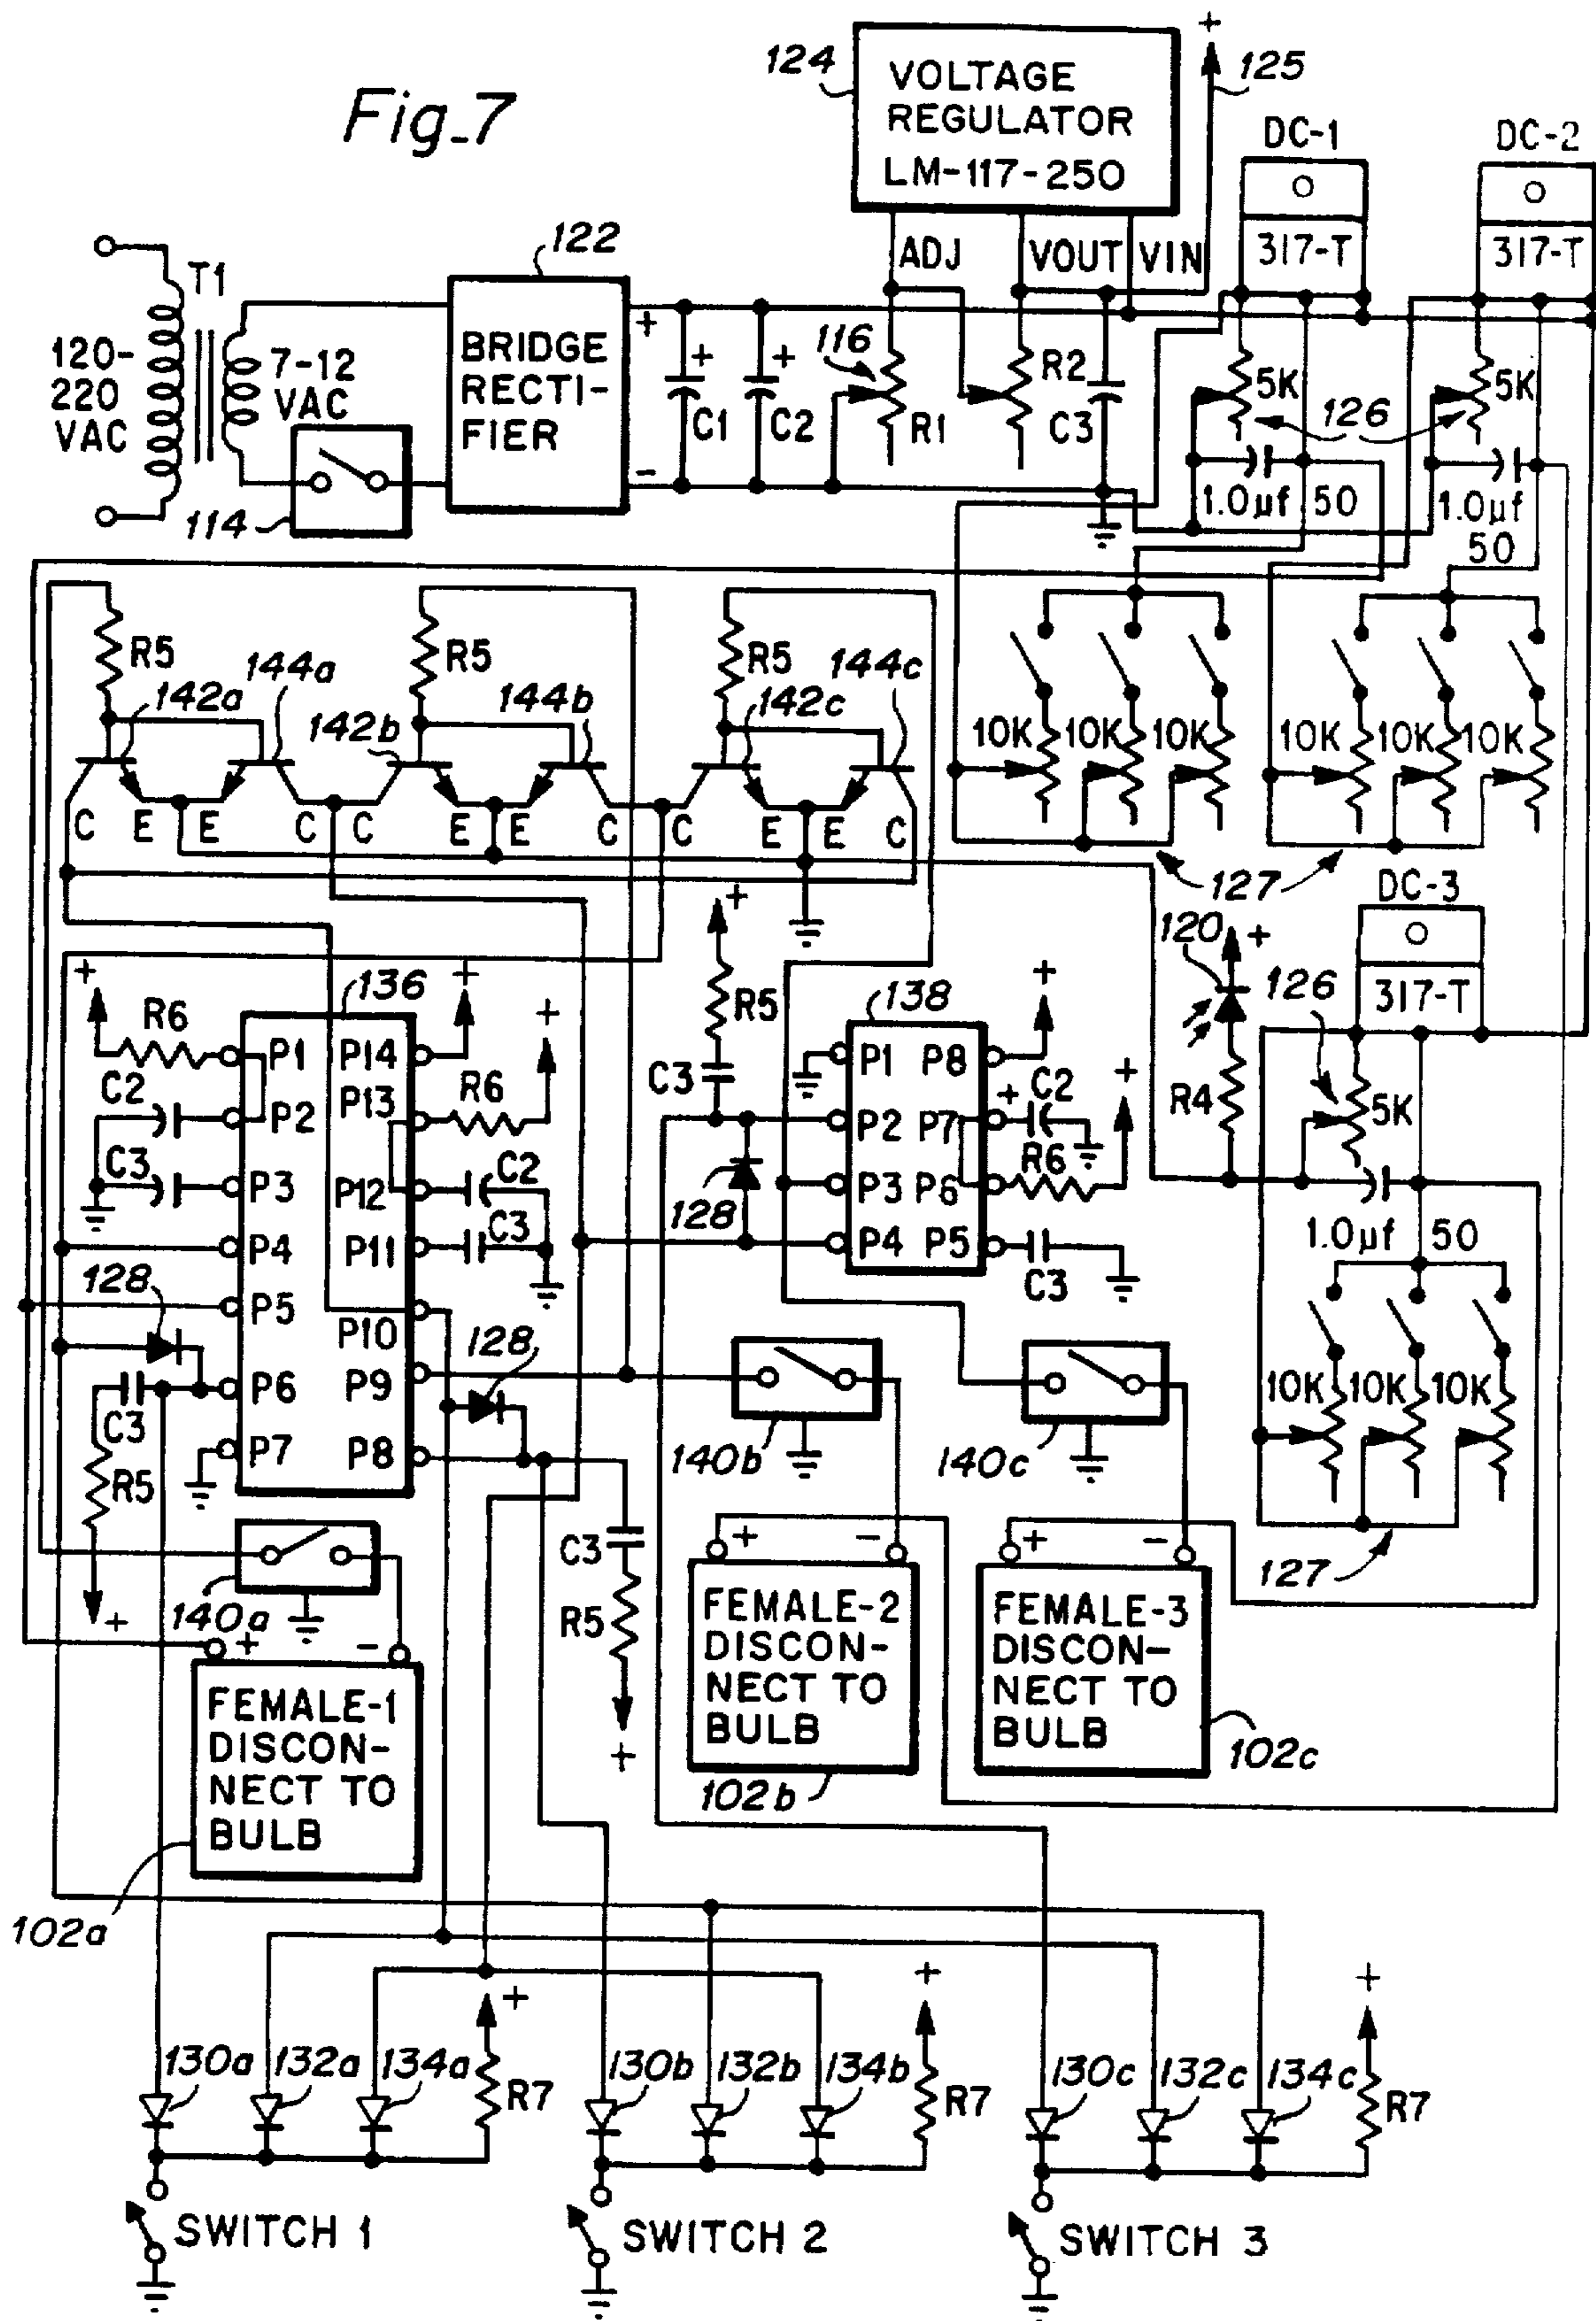 Fig_7
124
VOLTAGE
REGULATOR
LM-117-250
+
125
DC-1
317-T
DC-2
317-T
ADJ
VOUT
VIN
122
BRIDGE
RECTI-
FIER
+
-
T1
120-
220
VAC
7-12
VAC
114
+
C1
+
C2
116
R1
R2
C3
5K
126
5K
1.0µf 50
1.0µf
50
R5
144a
142a
R5
144b
142b
R5
144c
142c
C E E C C E E C C E E C
10K 10K 10K
10K 10K 10K
127
DC-3
317-T
120
+
126
R4
5K
1.0µf 50
10K 10K 10K
127
136
+
R6
C2
C3
P1
P2
P3
P4
P5
P6
P7
P14
P13
P12
P11
P10
P9
P8
+
+
R6
C2
C3
128
C3
R5
+
128
+
R5
C3
128
138
P1
P2
P3
P4
P8
P7
P6
P5
+
+
C2
+
R6
C3
140a
140b
140c
C3
R5
+
+ -
FEMALE-1
DISCON-
NECT TO
BULB
102a
+ -
FEMALE-2
DISCON-
NECT TO
BULB
102b
+ -
FEMALE-3
DISCON-
NECT TO
BULB
102c
130a
132a
134a
+
R7
130b
132b
134b
+
R7
130c
132c
134c
+
R7
SWITCH 1
SWITCH 2
SWITCH 3